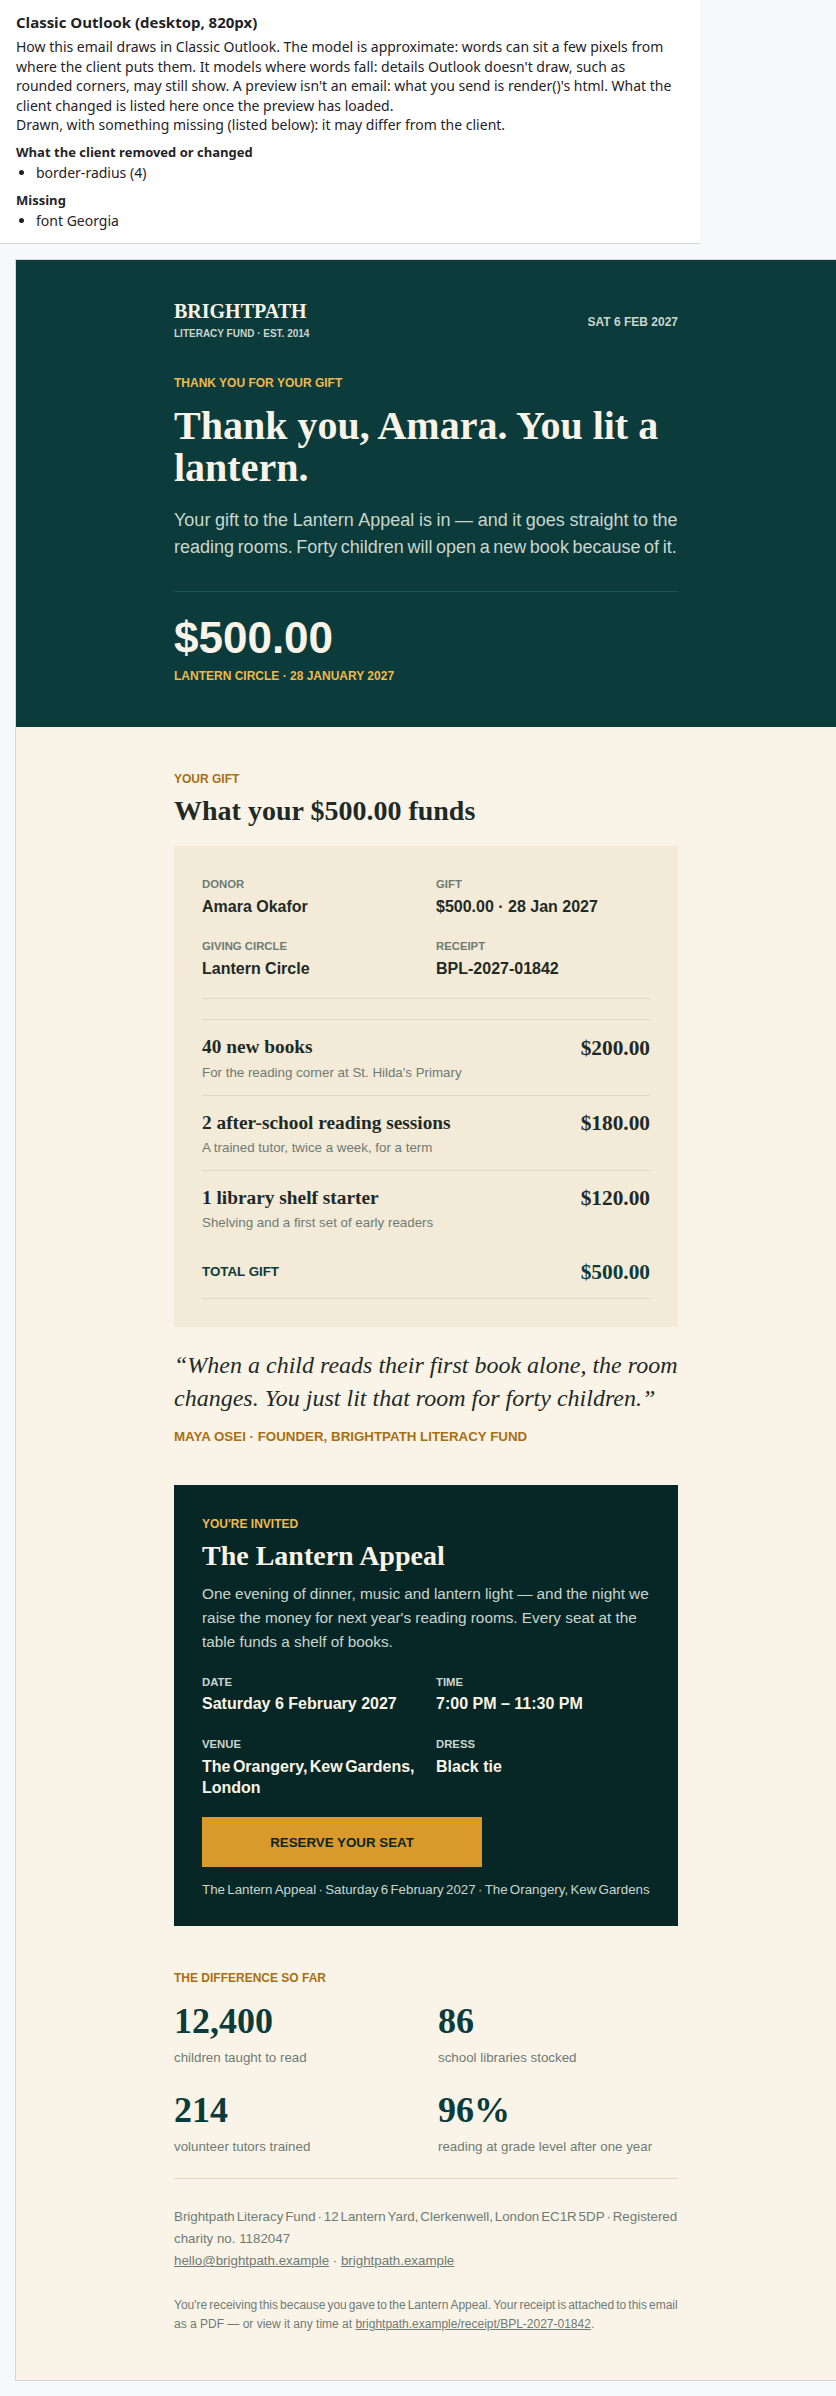 Classic Outlook (desktop, 820px)
How this email draws in Classic Outlook. The model is approximate: words can sit a few pixels from
where the client puts them. It models where words fall: details Outlook doesn't draw, such as
rounded corners, may still show. A preview isn't an email: what you send is render()'s html. What the
client changed is listed here once the preview has loaded.
Drawn, with something missing (listed below): it may differ from the client.
What the client removed or changed
• border-radius (4)
Missing
• font Georgia
BRIGHTPATH
LITERACY FUND · EST. 2014
SAT 6 FEB 2027
THANK YOU FOR YOUR GIFT
Thank you, Amara. You lit a
lantern.
Your gift to the Lantern Appeal is in — and it goes straight to the
reading rooms. Forty children will open a new book because of it.
$500.00
LANTERN CIRCLE · 28 JANUARY 2027
YOUR GIFT
What your $500.00 funds
DONOR
Amara Okafor
GIFT
$500.00 · 28 Jan 2027
GIVING CIRCLE
Lantern Circle
RECEIPT
BPL-2027-01842
40 new books
$200.00
For the reading corner at St. Hilda's Primary
2 after-school reading sessions
$180.00
A trained tutor, twice a week, for a term
1 library shelf starter
$120.00
Shelving and a first set of early readers
TOTAL GIFT
$500.00
“When a child reads their first book alone, the room
changes. You just lit that room for forty children.”
MAYA OSEI · FOUNDER, BRIGHTPATH LITERACY FUND
YOU'RE INVITED
The Lantern Appeal
One evening of dinner, music and lantern light — and the night we
raise the money for next year's reading rooms. Every seat at the
table funds a shelf of books.
DATE
Saturday 6 February 2027
TIME
7:00 PM – 11:30 PM
VENUE
The Orangery, Kew Gardens,
London
DRESS
Black tie
RESERVE YOUR SEAT
The Lantern Appeal · Saturday 6 February 2027 · The Orangery, Kew Gardens
THE DIFFERENCE SO FAR
12,400
children taught to read
86
school libraries stocked
214
volunteer tutors trained
96%
reading at grade level after one year
Brightpath Literacy Fund · 12 Lantern Yard, Clerkenwell, London EC1R 5DP · Registered
charity no. 1182047
hello@brightpath.example · brightpath.example
You're receiving this because you gave to the Lantern Appeal. Your receipt is attached to this email
as a PDF — or view it any time at brightpath.example/receipt/BPL-2027-01842.